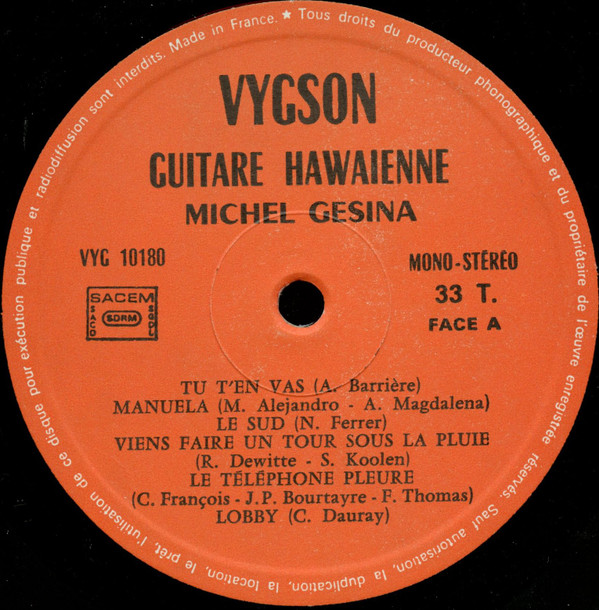 ★ Tous droits du producteur phonographique et du propriétaire de l'œuvre enregistrée réservés. Sauf autorisation, la duplication, la location, le prêt, l'utilisation de ce disque pour exécution publique et radiodiffusion sont interdits. Made in France.
VYGSON
GUITARE HAWAIENNE
MICHEL GESINA
VYG 10180
MONO-STÉRÉO
SACEM
SACD
SDRM
SGDL
33 T.
FACE A
TU T'EN VAS (A. Barrière)
MANUELA (M. Alejandro - A. Magdalena)
LE SUD (N. Ferrer)
VIENS FAIRE UN TOUR SOUS LA PLUIE
(R. Dewitte - S. Koolen)
LE TÉLÉPHONE PLEURE
(C. François - J.P. Bourtayre - F. Thomas)
LOBBY (C. Dauray)